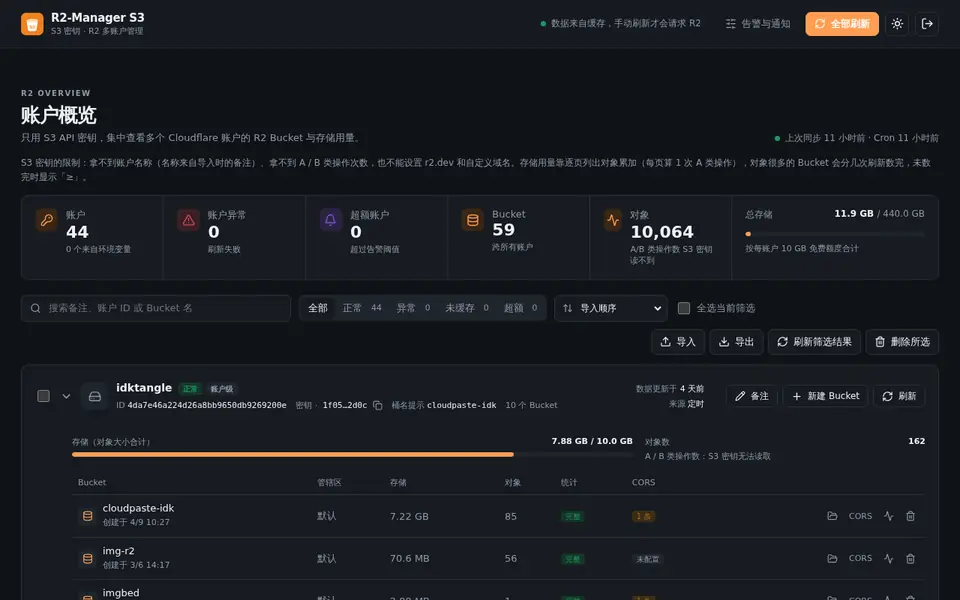 R2-Manager S3
S3 密钥 · R2 多账户管理
数据来自缓存，手动刷新才会请求 R2
告警与通知
全部刷新
R2 OVERVIEW
账户概览
只用 S3 API 密钥，集中查看多个 Cloudflare 账户的 R2 Bucket 与存储用量。
上次同步 11 小时前 · Cron 11 小时前
S3 密钥的限制：拿不到账户名称（名称来自导入时的备注）、拿不到 A / B 类操作次数，也不能设置 r2.dev 和自定义域名。存储用量靠逐页列出对象累加（每页算 1 次 A 类操作），对象很多的 Bucket 会分几次刷新数完，未数
完时显示「≥」。
账户
44
0 个来自环境变量
账户异常
0
刷新失败
超额账户
0
超过告警阈值
Bucket
59
跨所有账户
对象
10,064
A/B 类操作数 S3 密钥
读不到
总存储
11.9 GB / 440.0 GB
按每账户 10 GB 免费额度合计
搜索备注、账户 ID 或 Bucket 名
全部
正常 44
异常 0
未缓存 0
超额 0
导入顺序
全选当前筛选
导入
导出
刷新筛选结果
删除所选
idktangle 正常 账户级
ID 4da7e46a224d26a8bb9650db9269200e 密钥 · 1f05…2d0c 桶名提示 cloudpaste-idk 10 个 Bucket
数据更新于 4 天前
来源 定时
备注
新建 Bucket
刷新
存储（对象大小合计）
7.88 GB / 10.0 GB
对象数
162
A / B 类操作数：S3 密钥无法读取
Bucket 管辖区 存储 对象 统计 CORS
cloudpaste-idk
创建于 4/9 10:27
默认 7.22 GB 85 完整 1 条 CORS
img-r2
创建于 3/6 14:17
默认 70.6 MB 56 完整 未配置 CORS
imgbed